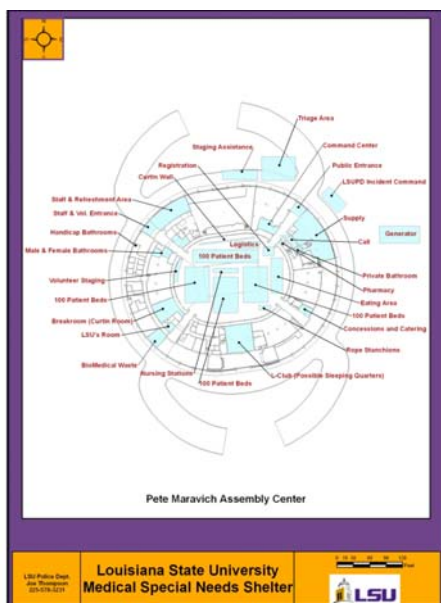 Triage Area
Command Center
Staging Assistance
Public Entrance
Registration
LSUPD Incident Command
Curtin Wall
Staff & Refreshment Area
Supply
Staff & Vol. Entrance
Generator
Handicap Bathrooms
Logistics
Cell
Male & Female Bathrooms
100 Patient Beds
Private Bathroom
Volunteer Staging
Pharmacy
100 Patient Beds
Eating Area
100 Patient Beds
Breakroom (Curtin Room)
Concessions and Catering
LSU's Room
Rope Stanchions
BioMedical Waste
Nursing Stations
L-Club (Possible Sleeping Quarters)
100 Patient Beds
Pete Maravich Assembly Center
LSU Police Dept.
Joe Thompson
Louisiana State University
Medical Special Needs Shelter
Feet
LSU